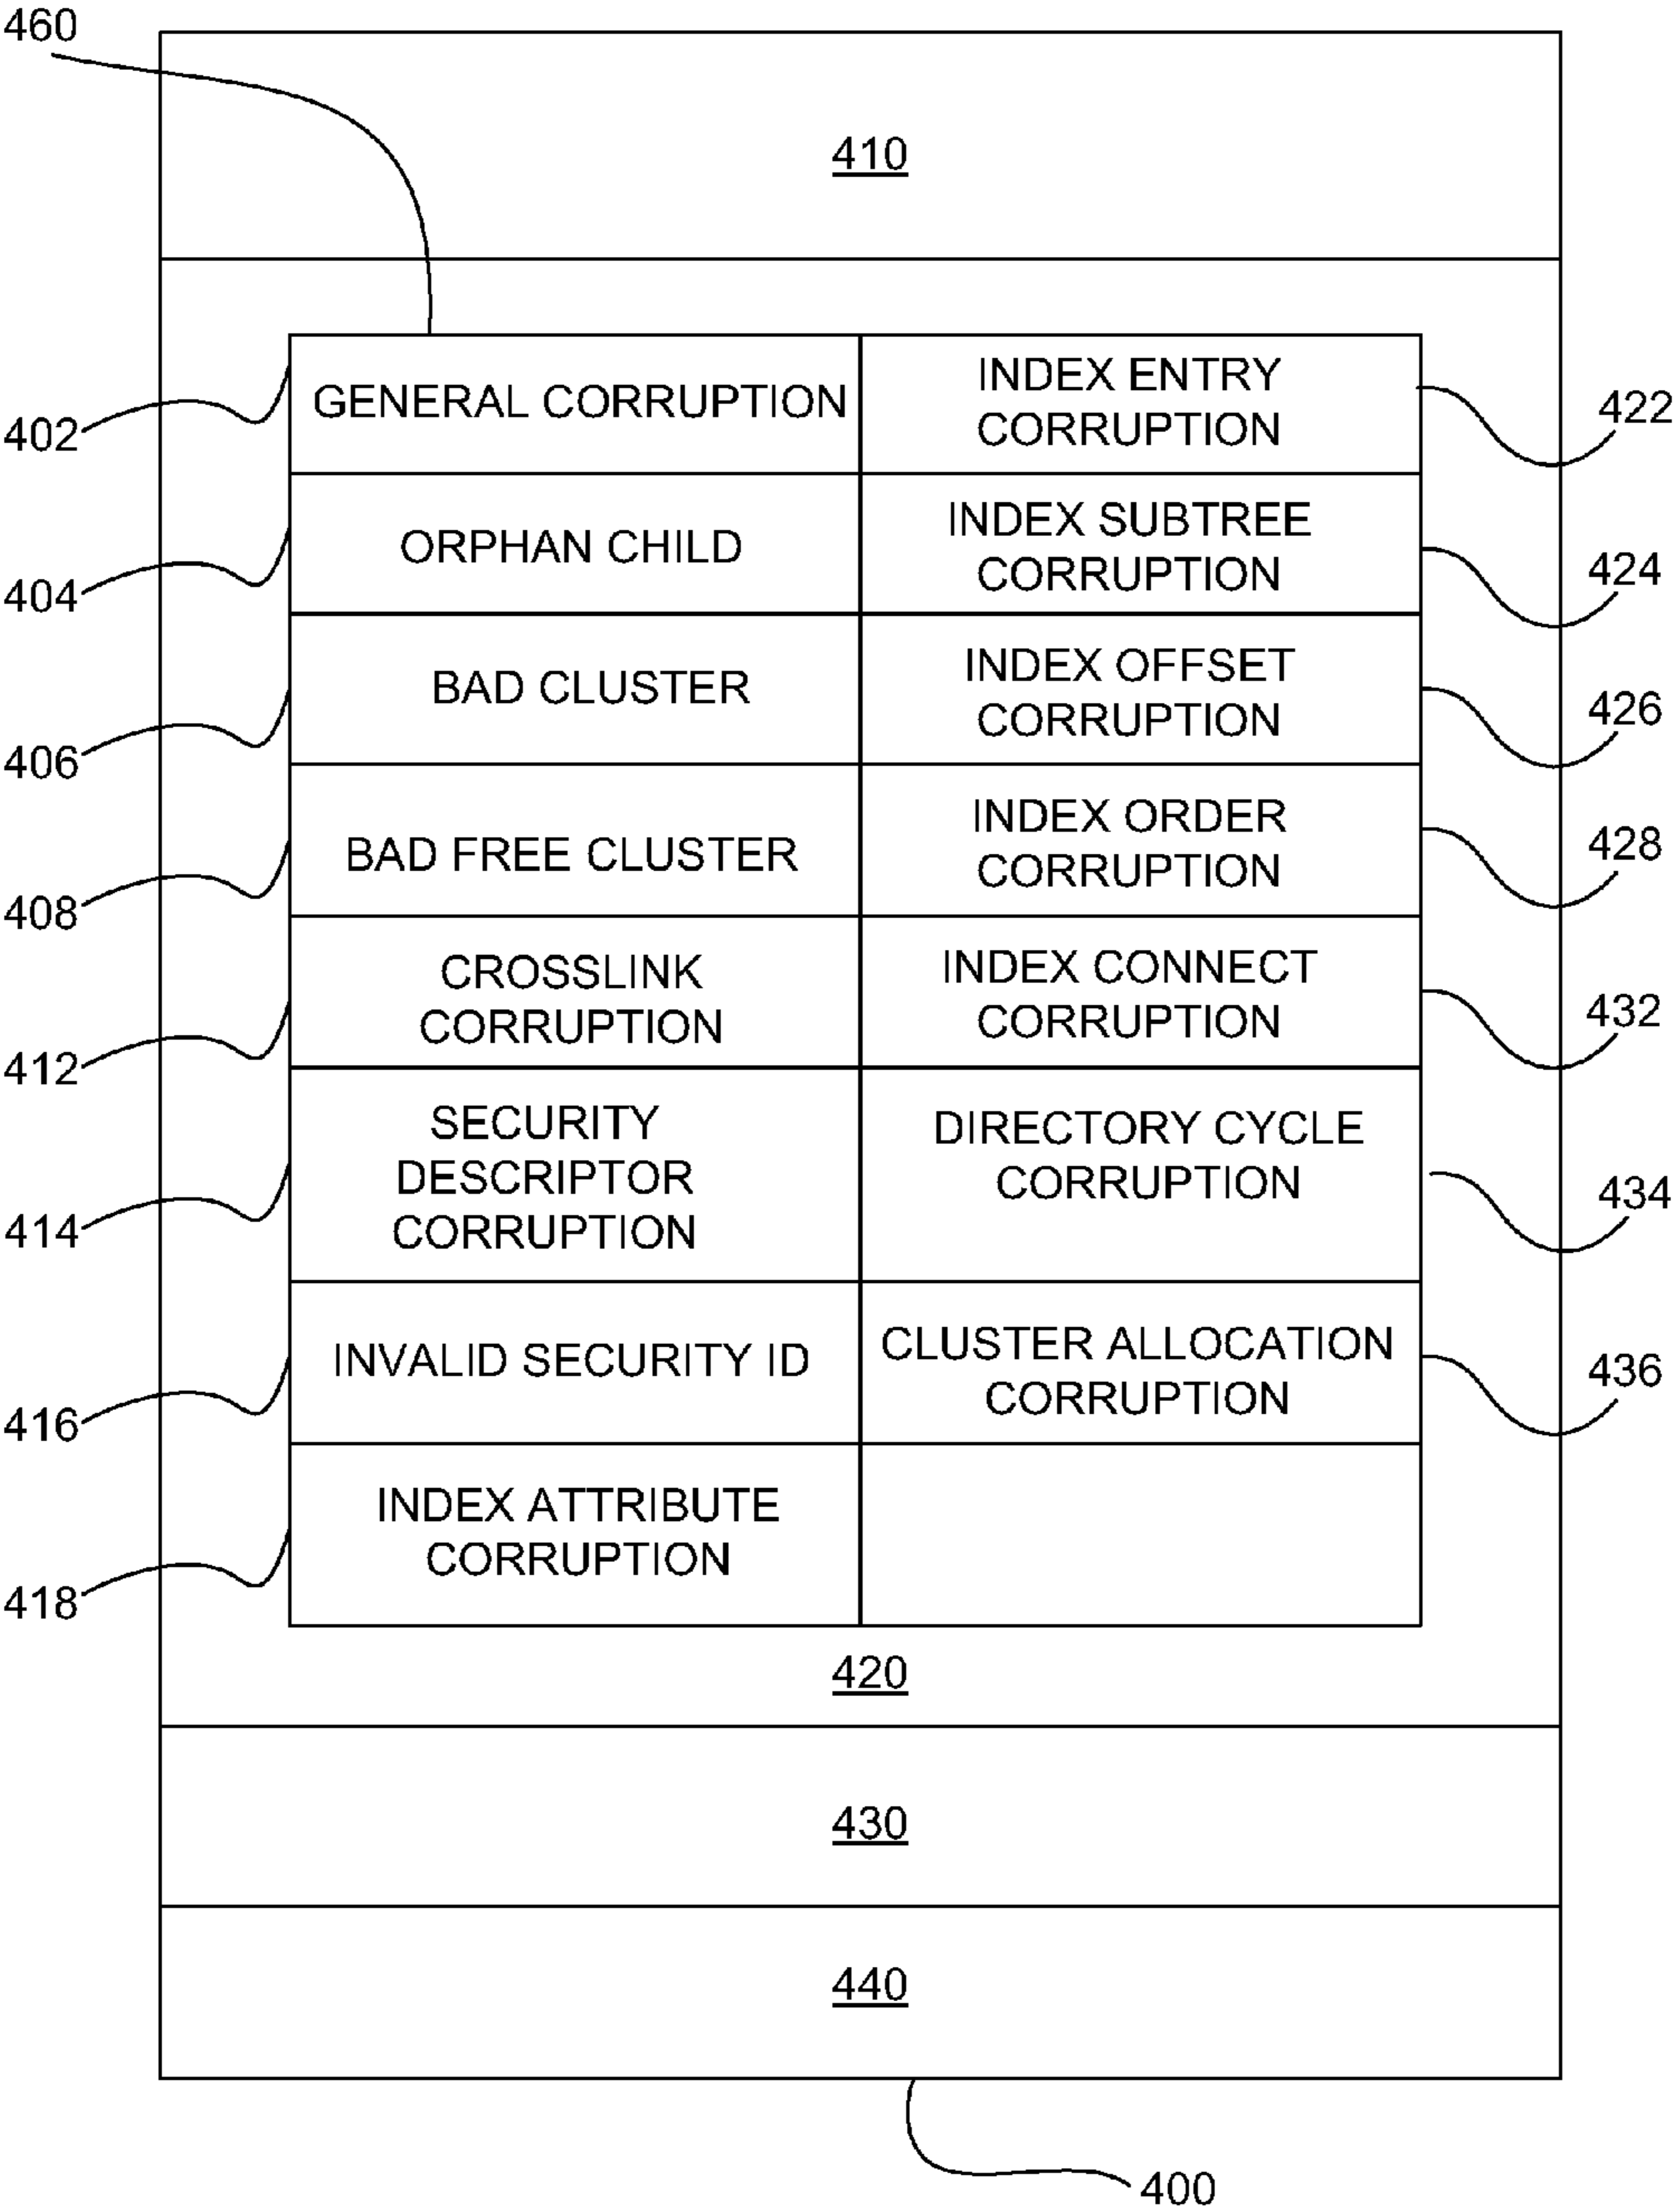 460
410
GENERAL CORRUPTION
INDEX ENTRY
CORRUPTION
402
422
ORPHAN CHILD
INDEX SUBTREE
CORRUPTION
404
424
BAD CLUSTER
INDEX OFFSET
CORRUPTION
406
426
BAD FREE CLUSTER
INDEX ORDER
CORRUPTION
408
428
CROSSLINK
CORRUPTION
INDEX CONNECT
CORRUPTION
412
432
SECURITY
DESCRIPTOR
CORRUPTION
DIRECTORY CYCLE
CORRUPTION
414
434
INVALID SECURITY ID
CLUSTER ALLOCATION
CORRUPTION
416
436
INDEX ATTRIBUTE
CORRUPTION
418
420
430
440
400